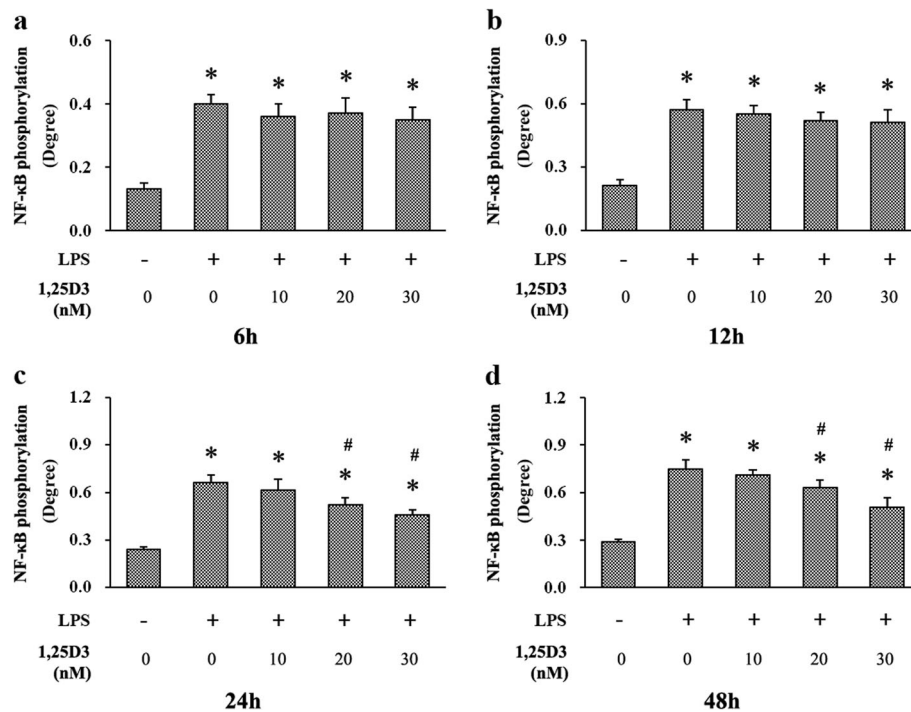 a
NF-κB phosphorylation
(Degree)
0.6
0.4
0.2
0.0
* * * *
LPS - + + + +
1,25D3
(nM) 0 0 10 20 30
6h
b
NF-κB phosphorylation
(Degree)
0.9
0.6
0.3
0.0
* * * *
LPS - + + + +
1,25D3
(nM) 0 0 10 20 30
12h
c
NF-κB phosphorylation
(Degree)
1.2
0.9
0.6
0.3
0.0
# #
* * * *
LPS - + + + +
1,25D3
(nM) 0 0 10 20 30
24h
d
NF-κB phosphorylation
(Degree)
1.2
0.9
0.6
0.3
0.0
# #
* * * *
LPS - + + + +
1,25D3
(nM) 0 0 10 20 30
48h